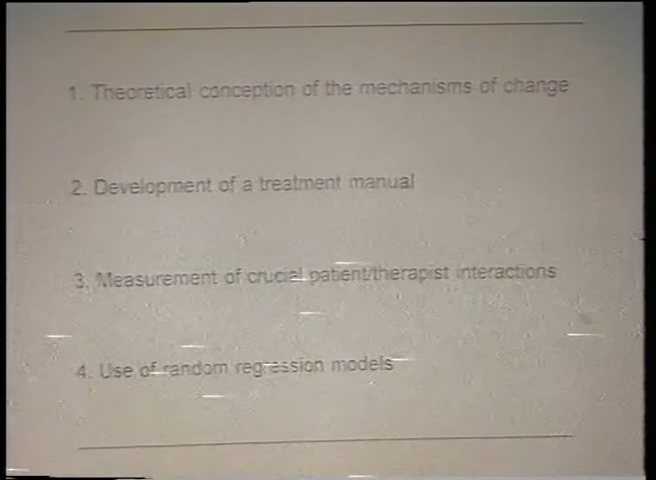 1. Theoretical conception of the mechanisms of change
2. Development of a treatment manual
3. Measurement of crucial patient/therapist interactions
4. Use of random regression models